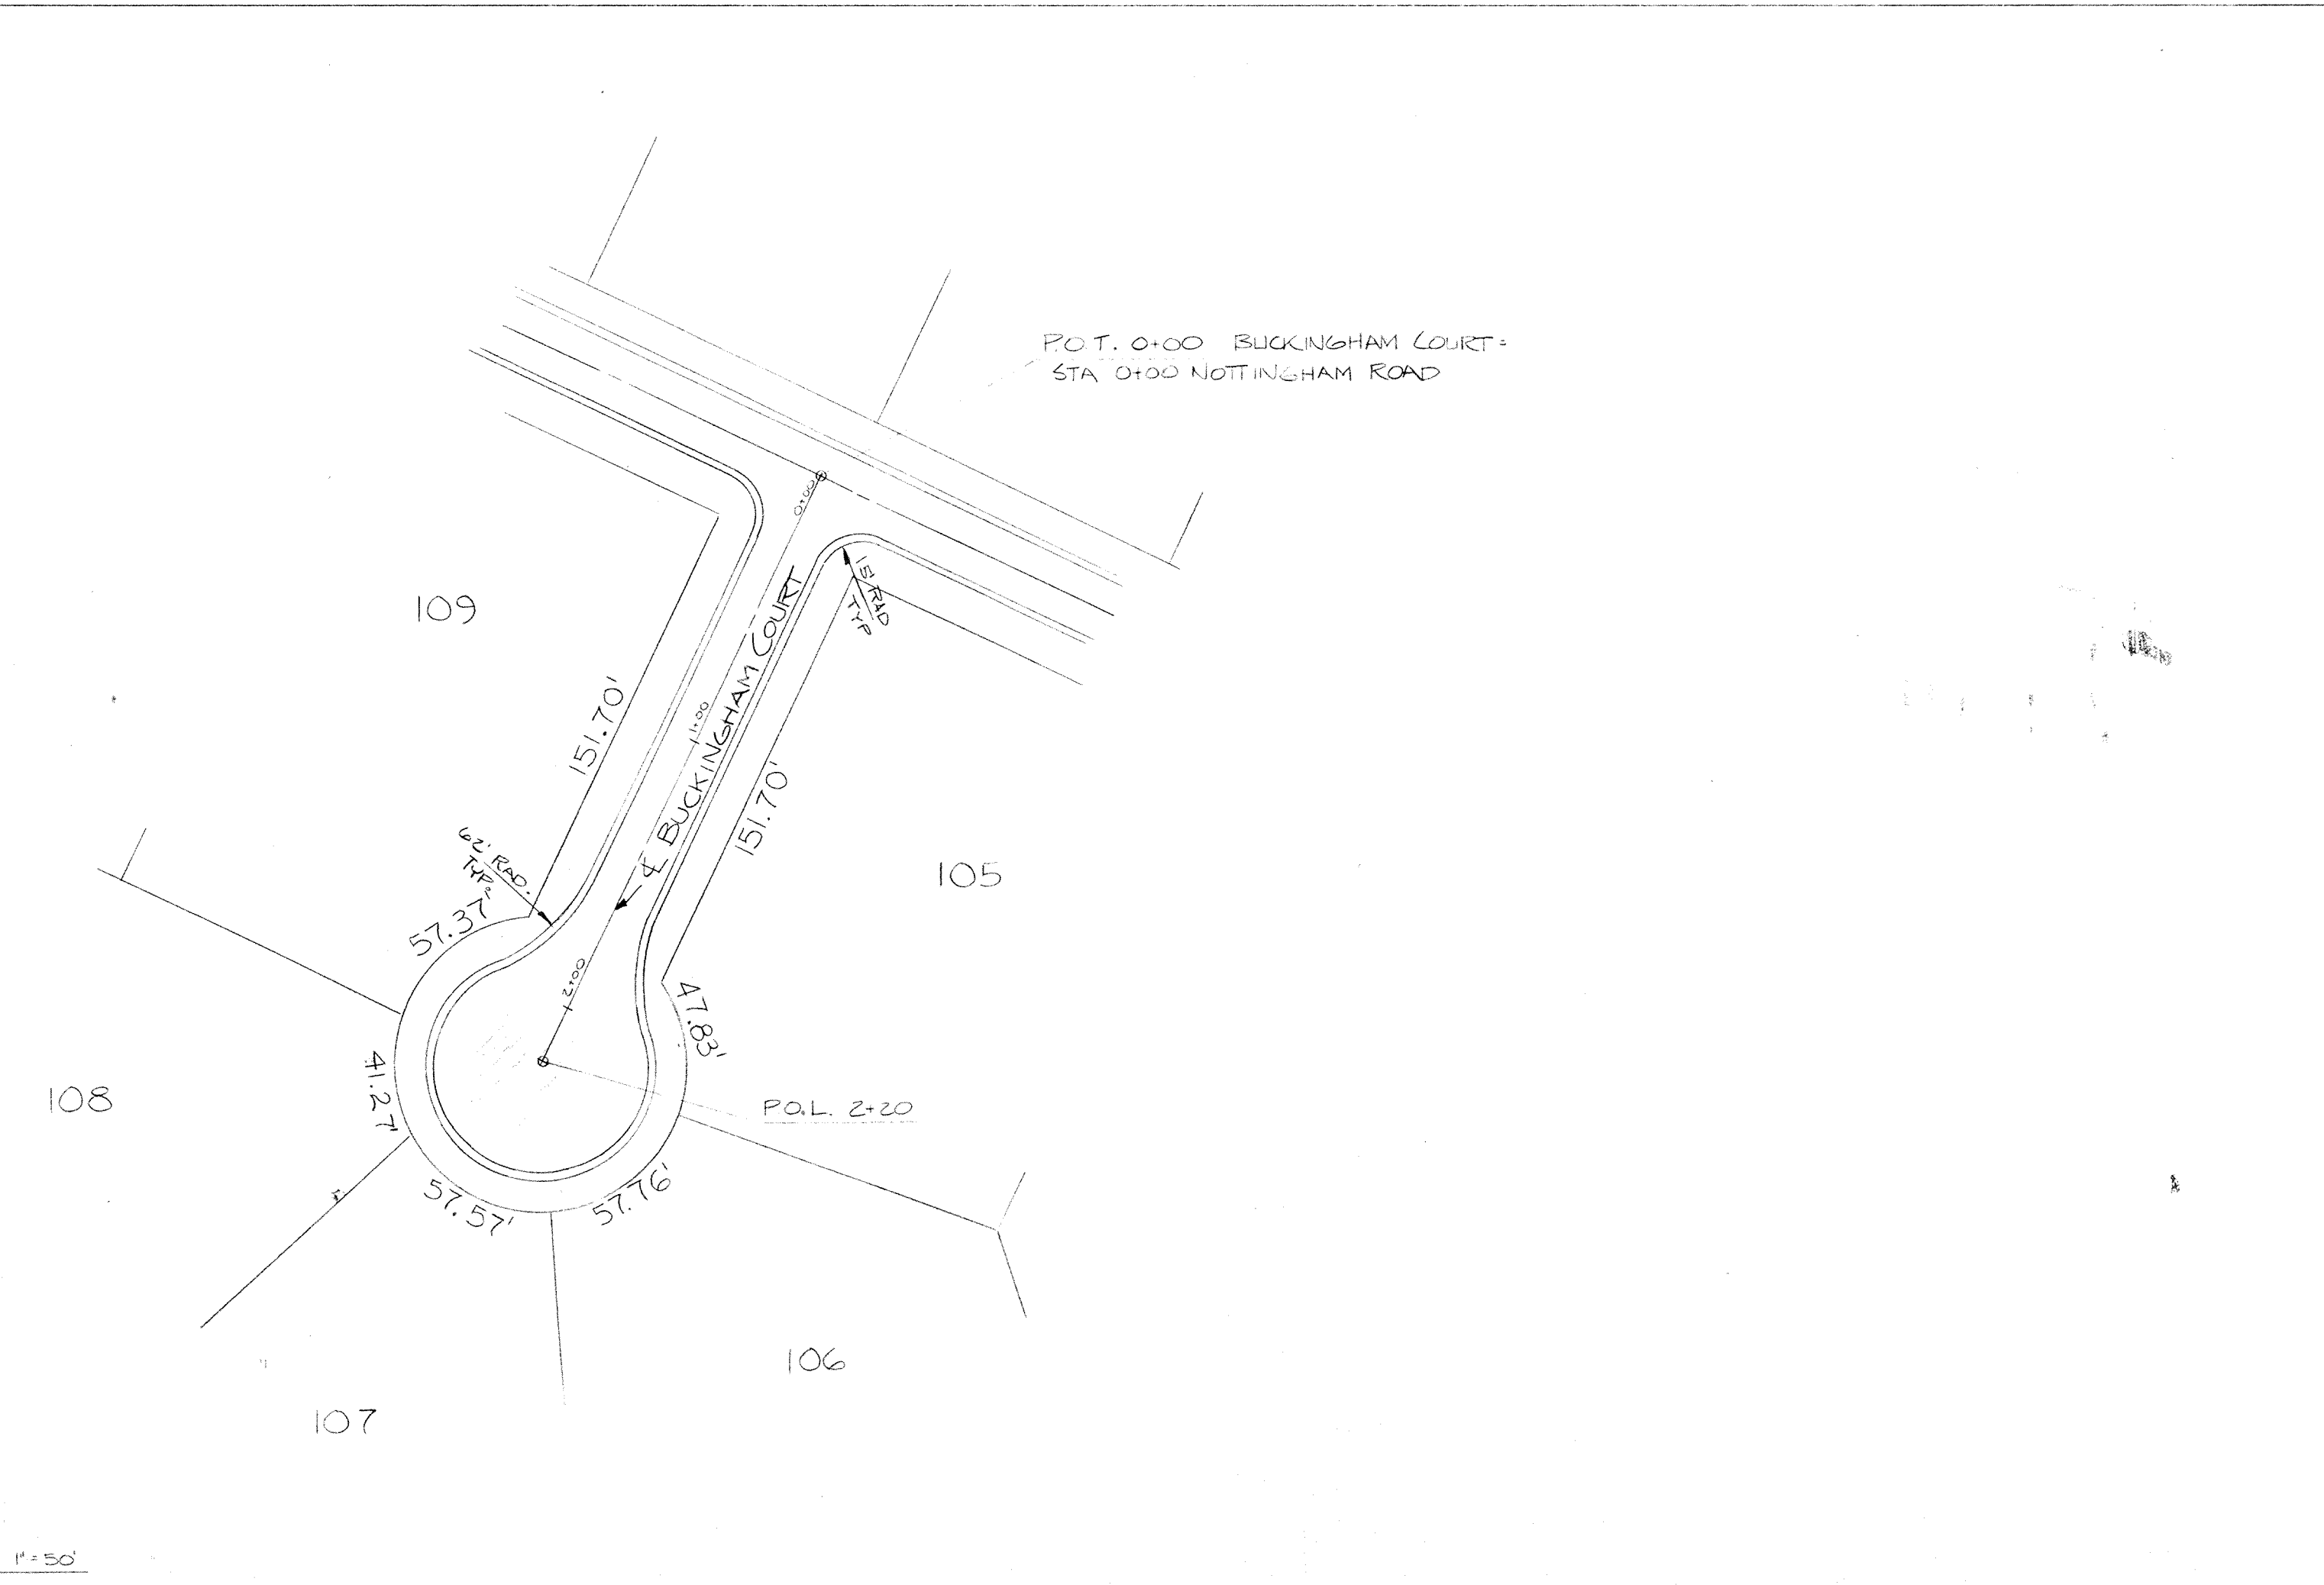 P.O.T. 0+00 BUCKINGHAM COURT =
STA 0+00 NOTTINGHAM ROAD
0+00
15' RAD
TYP
109
℄ BUCKINGHAM COURT
1+00
151.70'
151.70'
62' RAD.
TYP.
57.37'
105
2+00
47.83'
41.27'
108
P.O.L. 2+20
57.57'
57.76'
106
107
1" = 50'